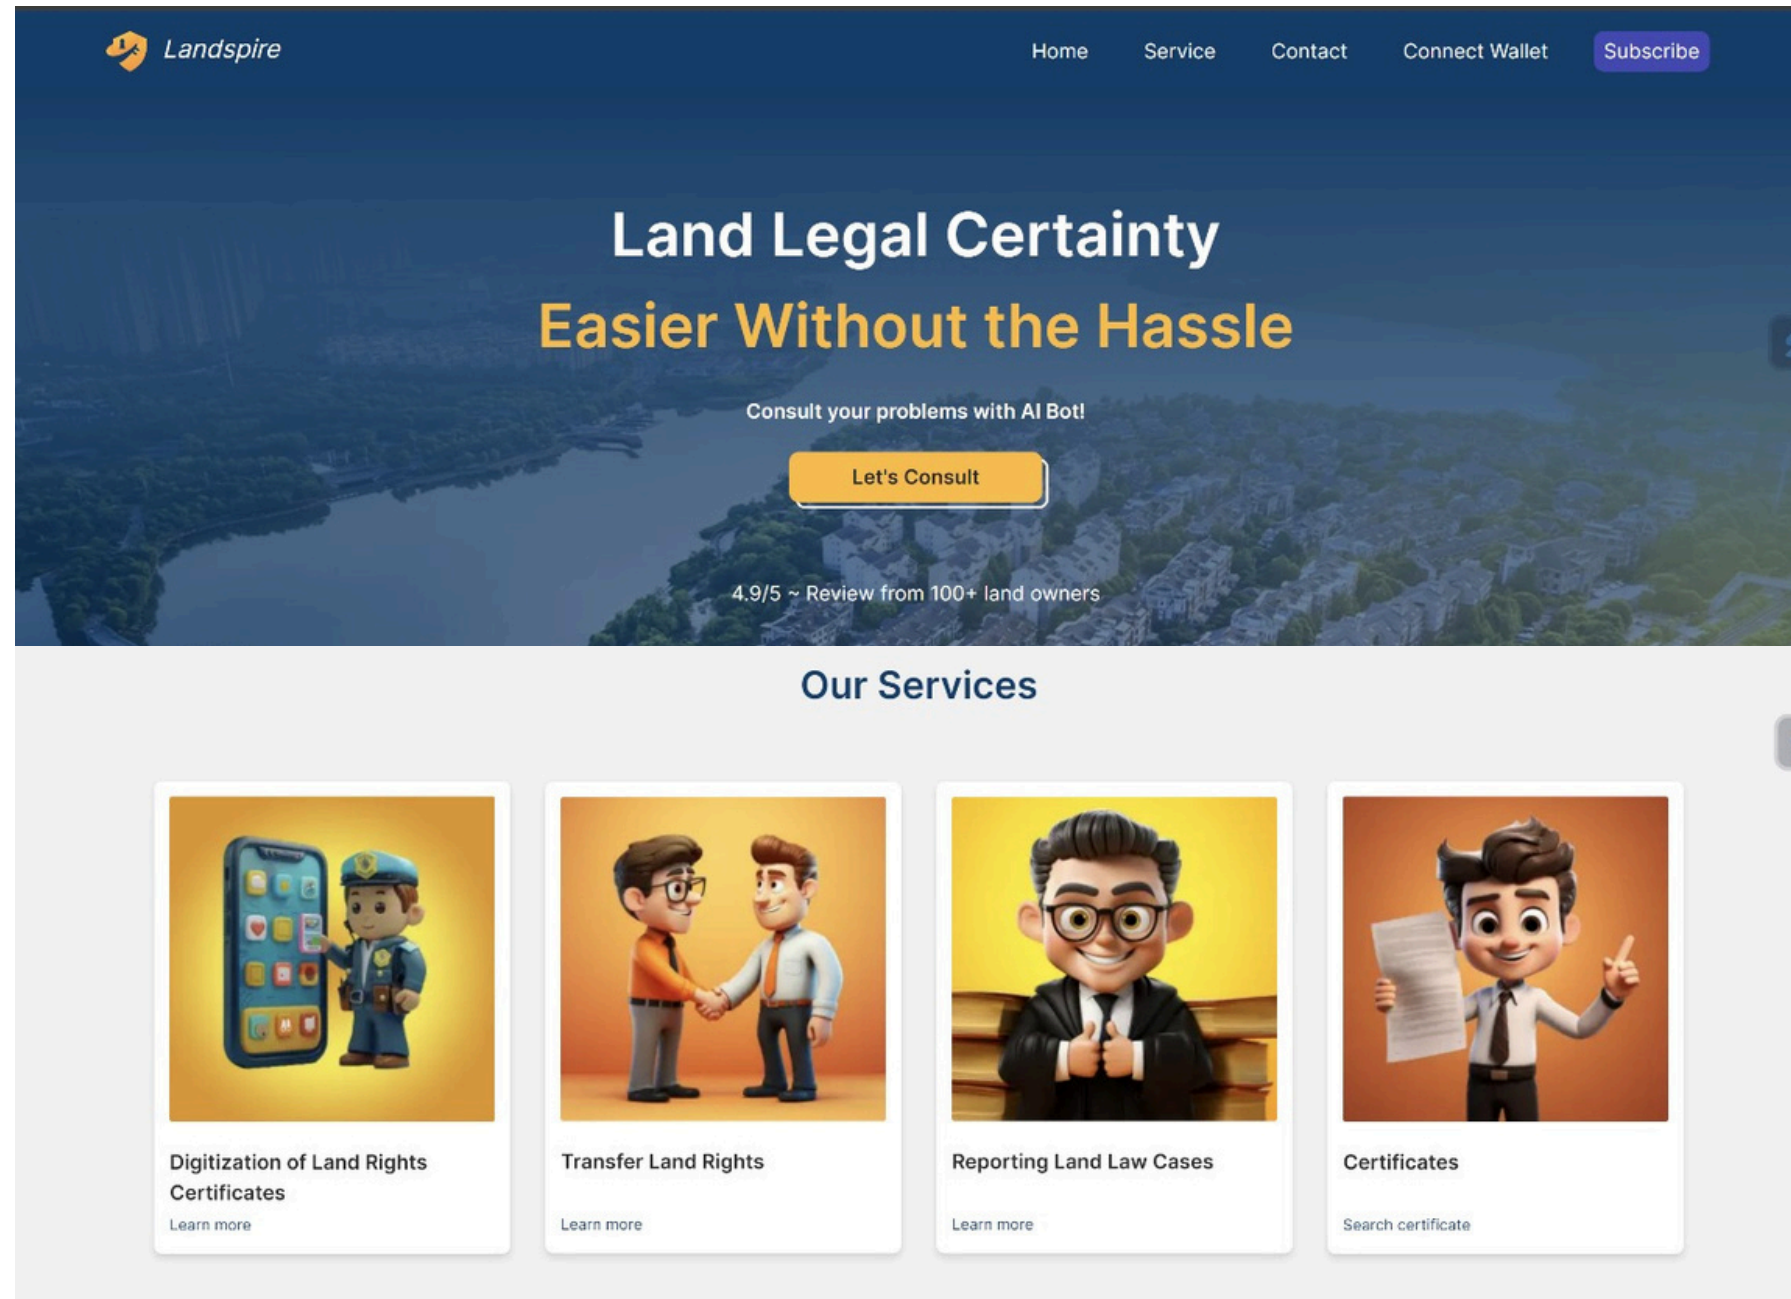 Landspire
Home
Service
Contact
Connect Wallet
Subscribe
Land Legal Certainty
Easier Without the Hassle
Consult your problems with AI Bot!
Let's Consult
4.9/5 ~ Review from 100+ land owners
Our Services
Digitization of Land Rights
Certificates
Learn more
Transfer Land Rights
Learn more
Reporting Land Law Cases
Learn more
Certificates
Search certificate